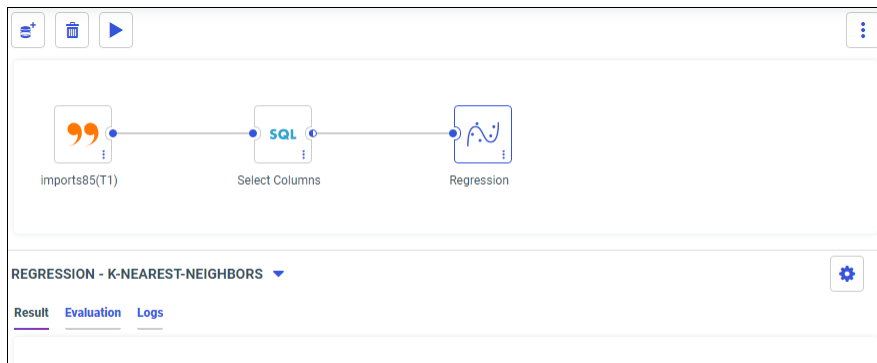 SQL
imports85(T1)
Select Columns
Regression
REGRESSION - K-NEAREST-NEIGHBORS
Result
Evaluation
Logs